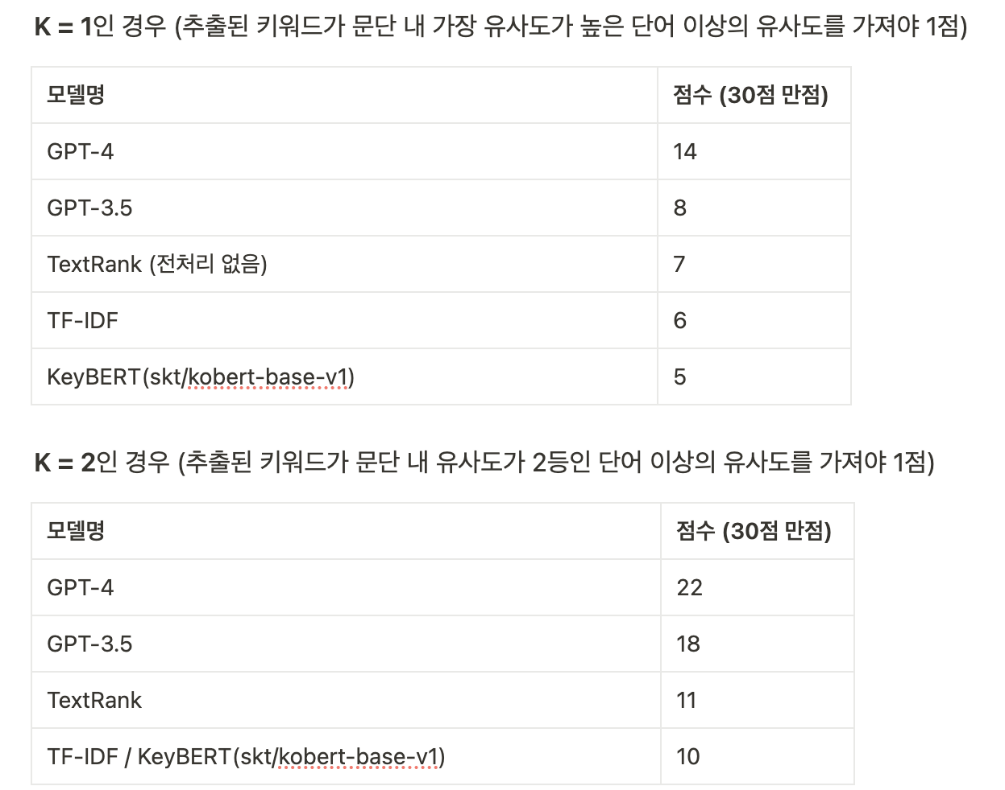 K = 1인 경우 (추출된 키워드가 문단 내 가장 유사도가 높은 단어 이상의 유사도를 가져야 1점)
모델명 점수 (30점 만점)
GPT-4 14
GPT-3.5 8
TextRank (전처리 없음) 7
TF-IDF 6
KeyBERT(skt/kobert-base-v1) 5
K = 2인 경우 (추출된 키워드가 문단 내 유사도가 2등인 단어 이상의 유사도를 가져야 1점)
모델명 점수 (30점 만점)
GPT-4 22
GPT-3.5 18
TextRank 11
TF-IDF / KeyBERT(skt/kobert-base-v1) 10